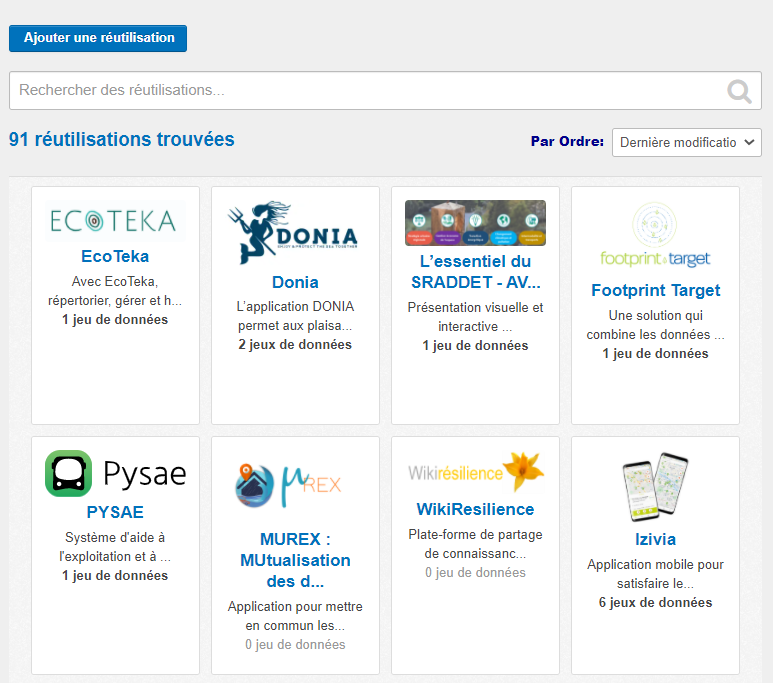 Ajouter une réutilisation
Rechercher des réutilisations...
91 réutilisations trouvées
Par Ordre:
Dernière modificatio
ECOTEKA
EcoTeka
Avec EcoTeka,
répertorier, gérer et h...
1 jeu de données
DONIA
ENJOY & PROTECT THE SEA TOGETHER
Donia
L'application DONIA
permet aux plaisa...
2 jeux de données
L'essentiel du
SRADDET - AV...
Présentation visuelle et
interactive ...
1 jeu de données
footprint & target
Footprint Target
Une solution qui
combine les données ...
1 jeu de données
Pysae
PYSAE
Système d'aide à
l'exploitation et à ...
1 jeu de données
μREX
MUREX :
MUtualisation
des d...
Application pour mettre
en commun les...
0 jeu de données
Wikirésilience
WikiResilience
Plate-forme de partage
de connaissanc...
0 jeu de données
Izivia
Application mobile pour
satisfaire le...
6 jeux de données